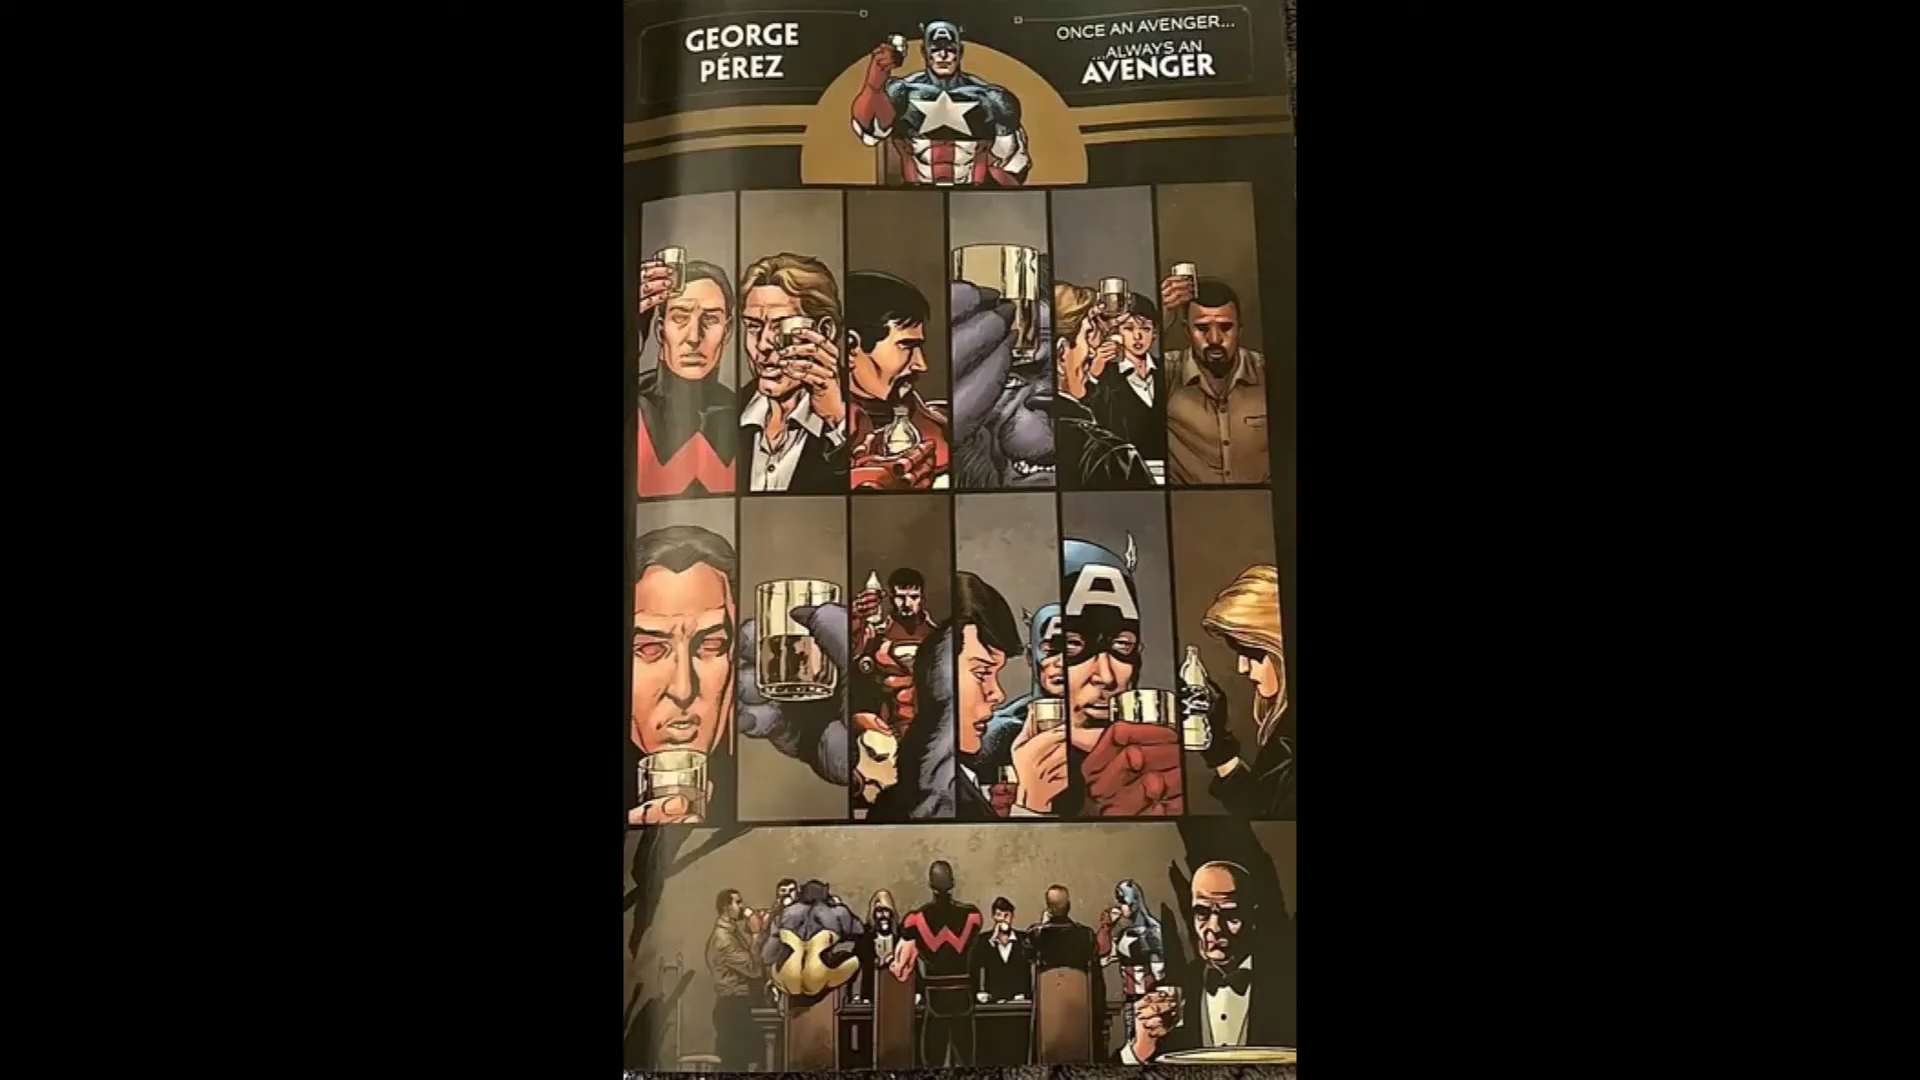 GEORGE
PÉREZ
ONCE AN AVENGER...
...ALWAYS AN
AVENGER
A
A
A
W
W